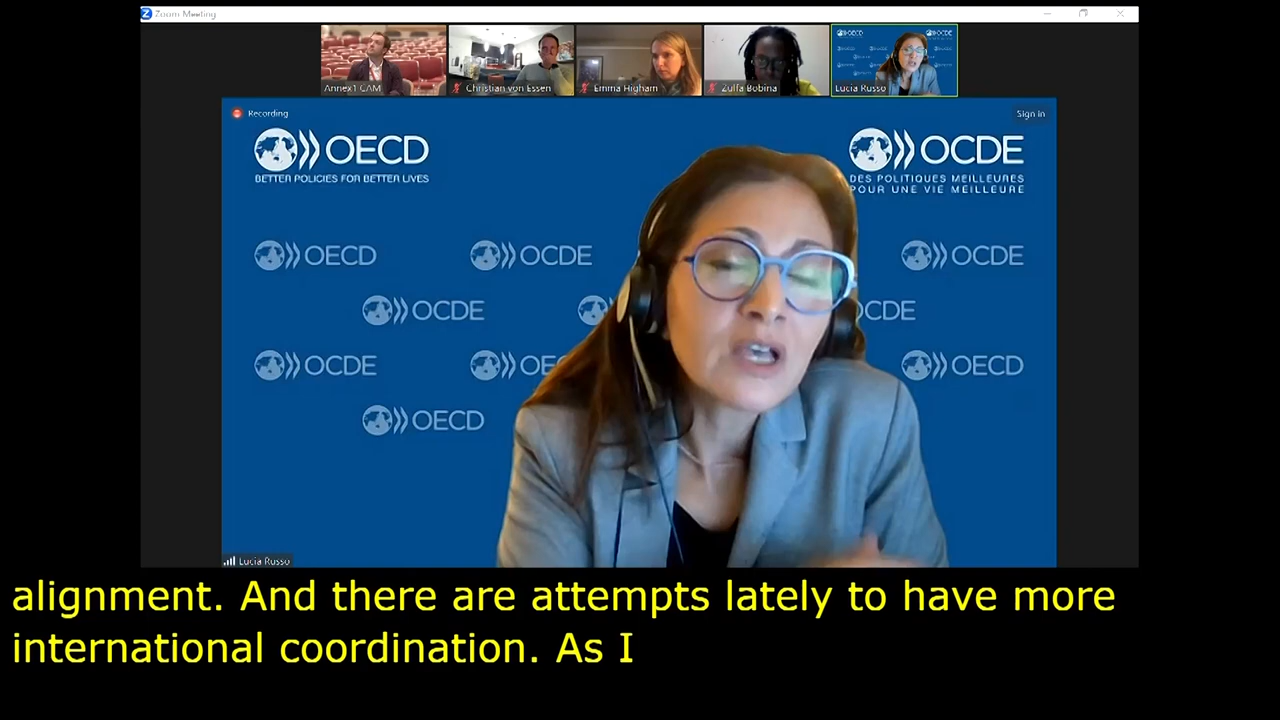 Zoom Meeting
Annex1 CAM
Christian von Essen
Emma Higham
Zulfa Bobina
Lucia Russo
Recording
Sign in
OECD
BETTER POLICIES FOR BETTER LIVES
OCDE
DES POLITIQUES MEILLEURES
POUR UNE VIE MEILLEURE
OECD
OCDE
OCDE
OECD
OCDE
OCDE
OCDE
OE
OECD
OECD
Lucia Russo
alignment. And there are attempts lately to have more
international coordination. As I